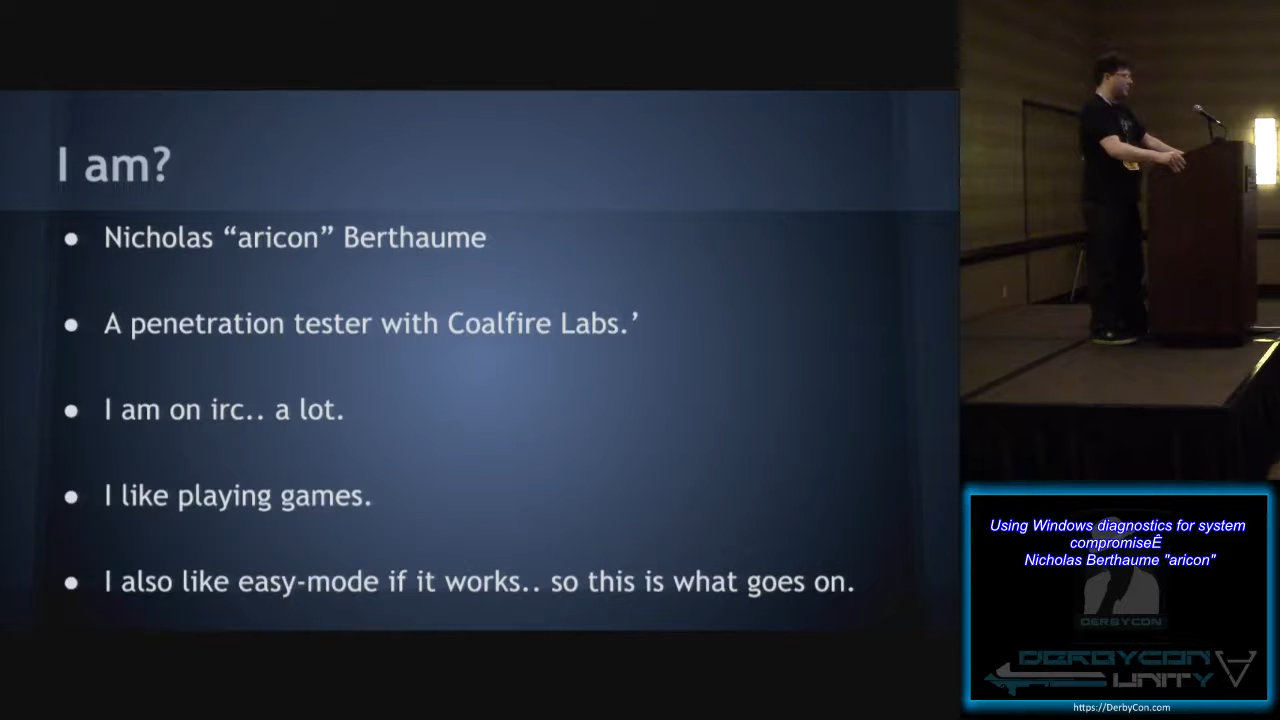 I am?
● Nicholas “aricon” Berthaume
● A penetration tester with Coalfire Labs.’
● I am on irc.. a lot.
● I like playing games.
● I also like easy-mode if it works.. so this is what goes on.
Using Windows diagnostics for system
compromiseÊ
Nicholas Berthaume "aricon"
DERBYCON
DERBYCON
UNITY
https://DerbyCon.com